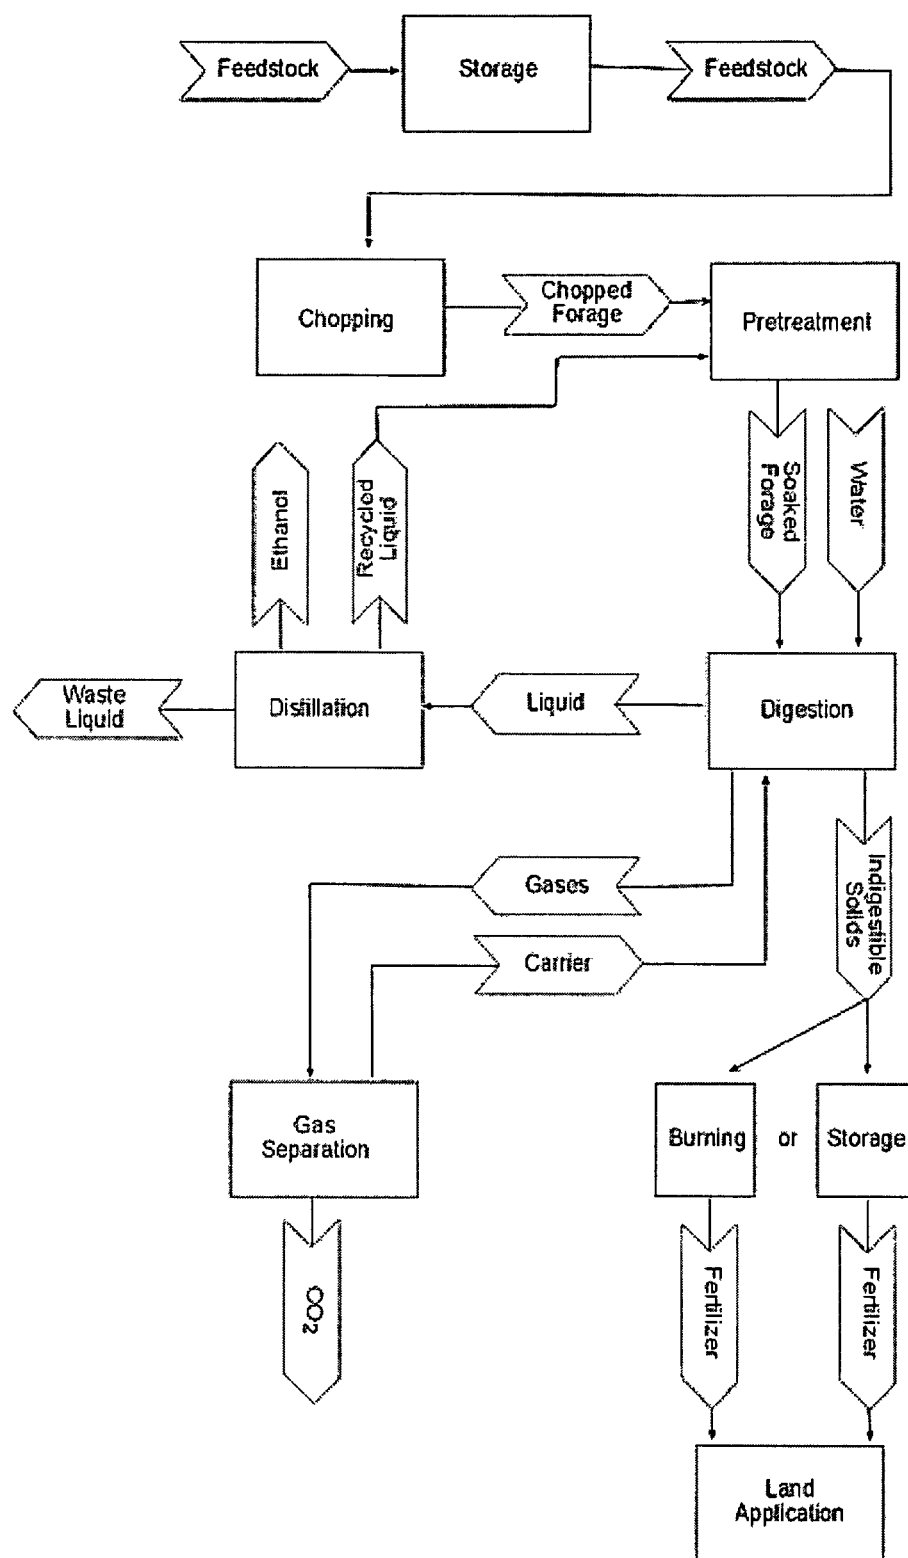 Feedstock
Storage
Feedstock
Chopping
Chopped
Forage
Pretreatment
Ethanol
Recycled
Liquid
Soaked
Forage
Water
Waste
Liquid
Distillation
Liquid
Digestion
Gases
Carrier
Indigestible
Solids
Gas
Separation
Burning
or
Storage
CO2
Fertilizer
Fertilizer
Land
Application